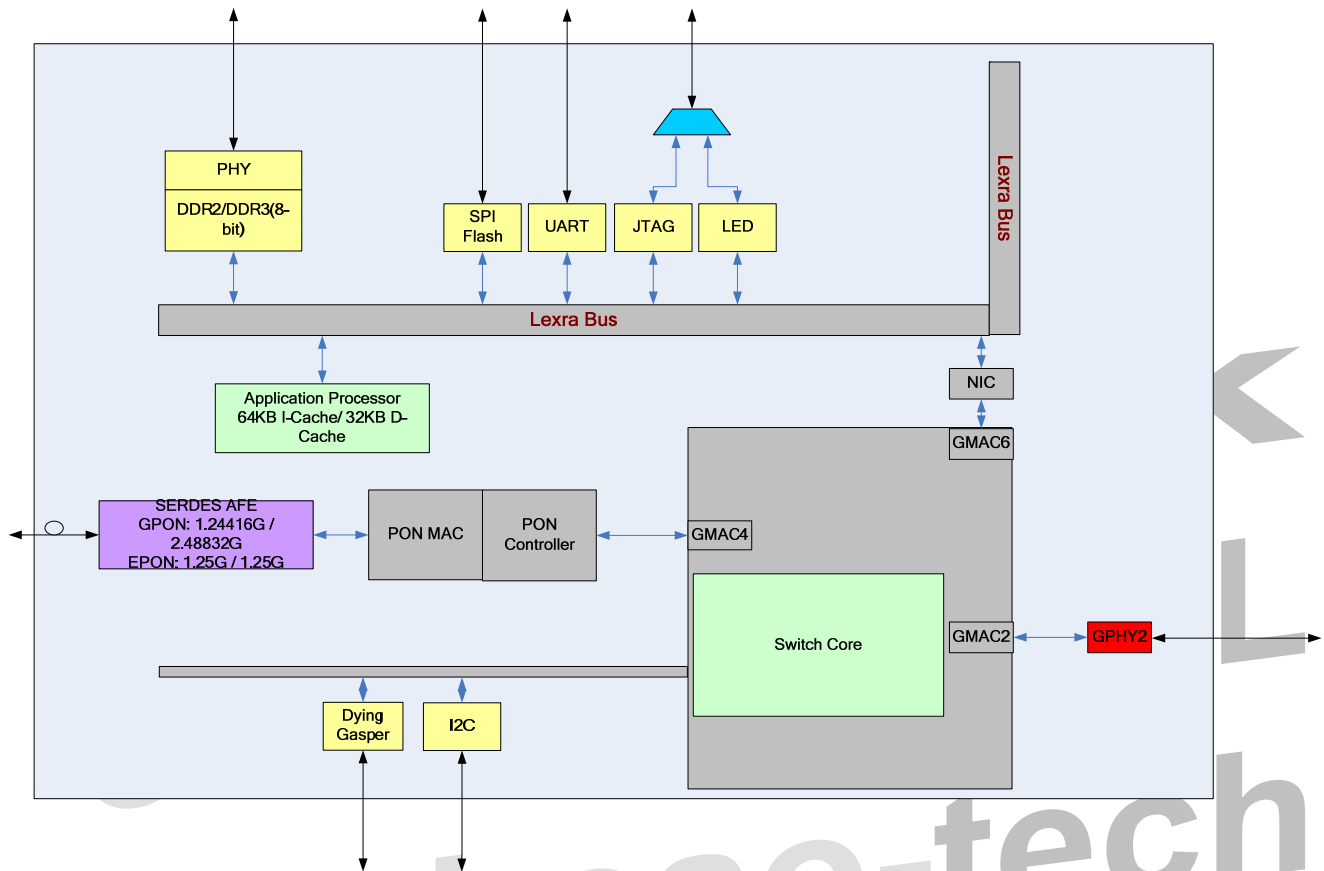 PHY
DDR2/DDR3(8-
bit)
SPI
Flash
UART
JTAG
LED
Lexra Bus
Lexra Bus
Application Processor
64KB I-Cache/ 32KB D-
Cache
NIC
GMAC6
SERDES AFE
GPON: 1.24416G /
2.48832G
EPON: 1.25G / 1.25G
PON MAC
PON
Controller
GMAC4
Switch Core
GMAC2
GPHY2
Dying
Gasper
I2C
tech